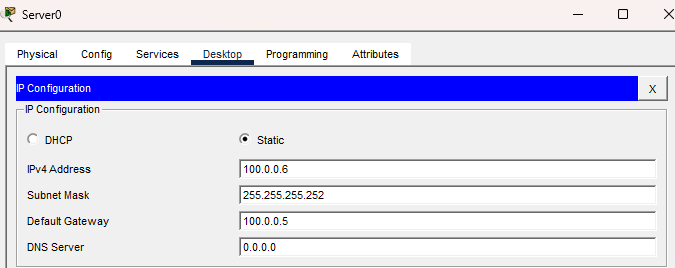 Server0
Physical Config Services Desktop Programming Attributes
IP Configuration X
IP Configuration
DHCP Static
IPv4 Address 100.0.0.6
Subnet Mask 255.255.255.252
Default Gateway 100.0.0.5
DNS Server 0.0.0.0